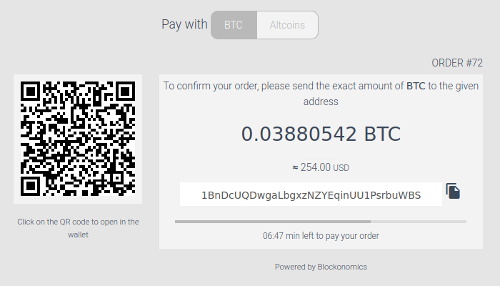 Pay with BTC Altcoins
ORDER #72
To confirm your order, please send the exact amount of BTC to the given
address
0.03880542 BTC
≈ 254.00 USD
1BnDcUQDwgaLbgxzNZYEqinUU1PsrbuWBS
Click on the QR code to open in the
wallet
06:47 min left to pay your order
Powered by Blockonomics